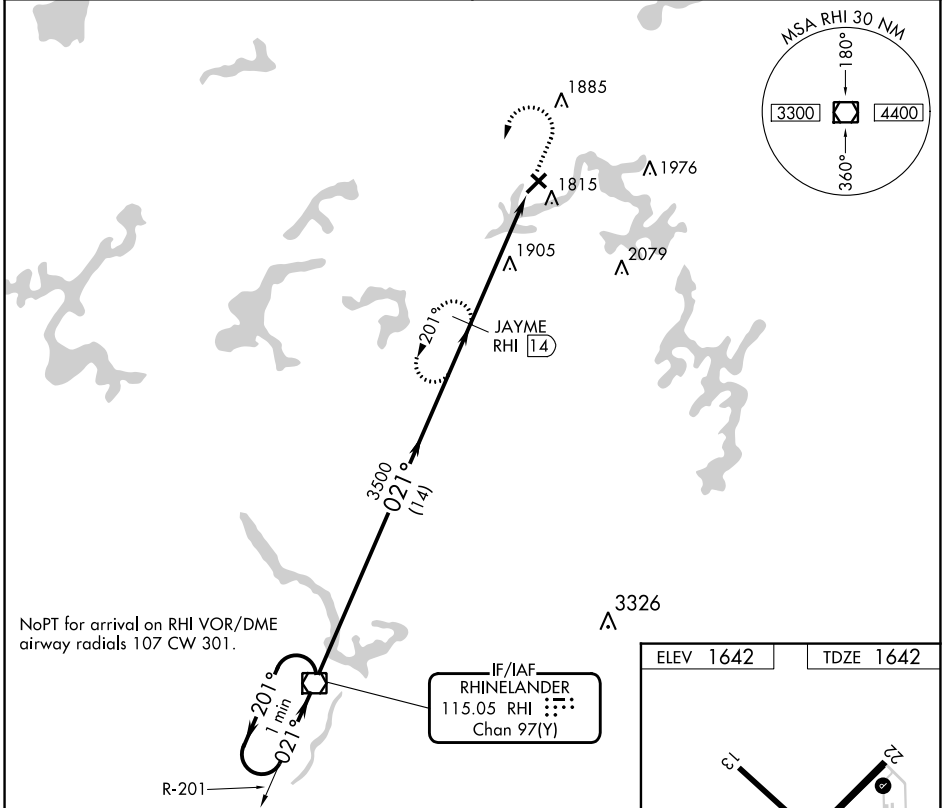 MSA RHI 30 NM
180°
3300
4400
360°
1885
1976
1815
1905
2079
201°
JAYME
RHI 14
3500
021°
(14)
3326
NoPT for arrival on RHI VOR/DME
airway radials 107 CW 301.
IF/IAF
RHINELANDER
115.05 RHI
Chan 97(Y)
201°
1 min
021°
R-201
ELEV 1642
TDZE 1642
13
22
P